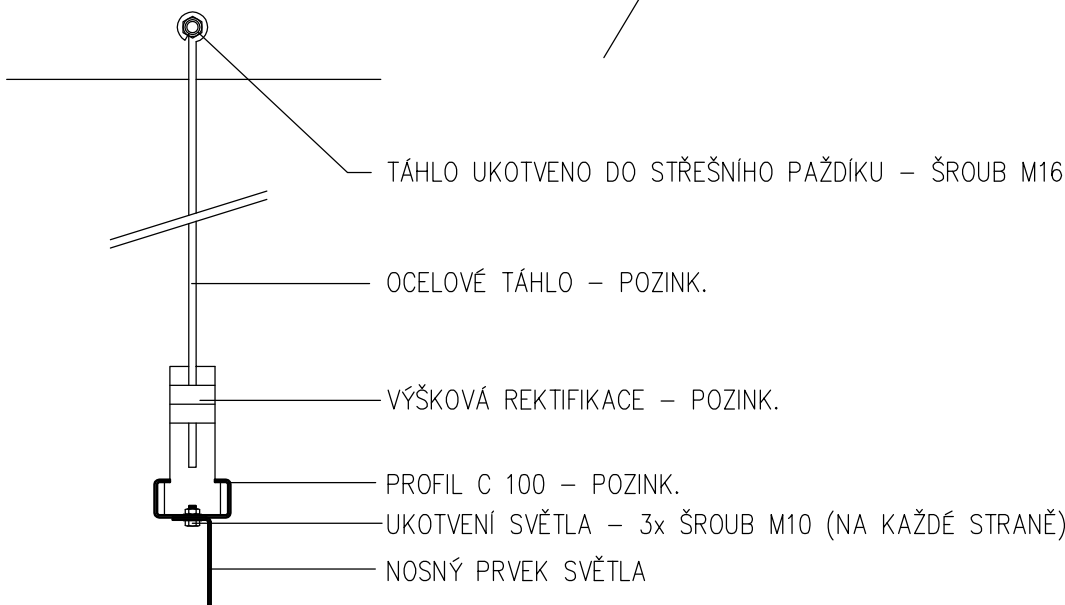 TÁHLO UKOTVENO DO STŘEŠNÍHO PAŽDÍKU – ŠROUB M16
OCELOVÉ TÁHLO – POZINK.
VÝŠKOVÁ REKTIFIKACE – POZINK.
PROFIL C 100 – POZINK.
UKOTVENÍ SVĚTLA – 3x ŠROUB M10 (NA KAŽDÉ STRANĚ)
NOSNÝ PRVEK SVĚTLA